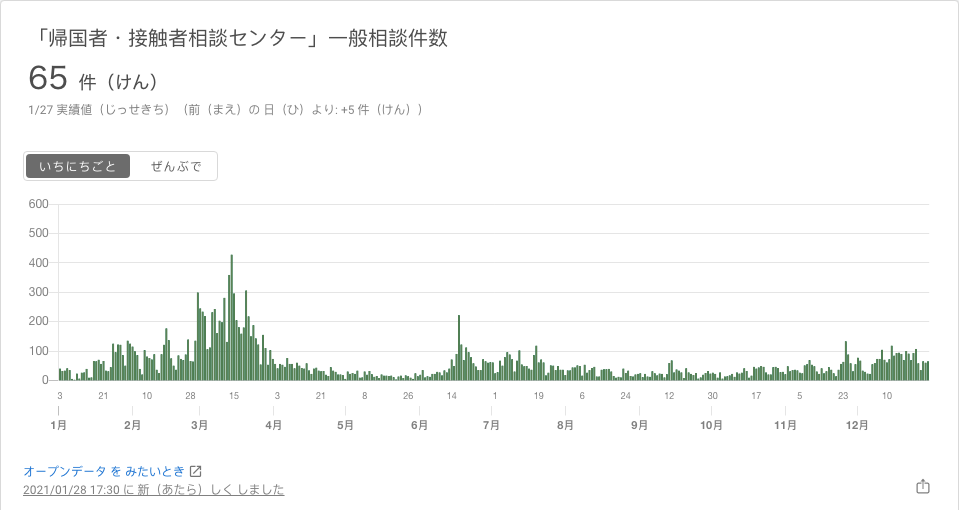 「帰国者・接触者相談センター」一般相談件数
65 件（けん）
1/27 実績値（じっせきち）（前（まえ）の 日（ひ）より: +5 件（けん））
いちにちごと ぜんぶで
600
500
400
300
200
100
0
3 21 10 28 15 3 21 8 26 14 1 19 6 24 12 30 17 5 23 10
1月 2月 3月 4月 5月 6月 7月 8月 9月 10月 11月 12月
オープンデータ を みたいとき
2021/01/28 17:30 に 新（あたら）しく しました